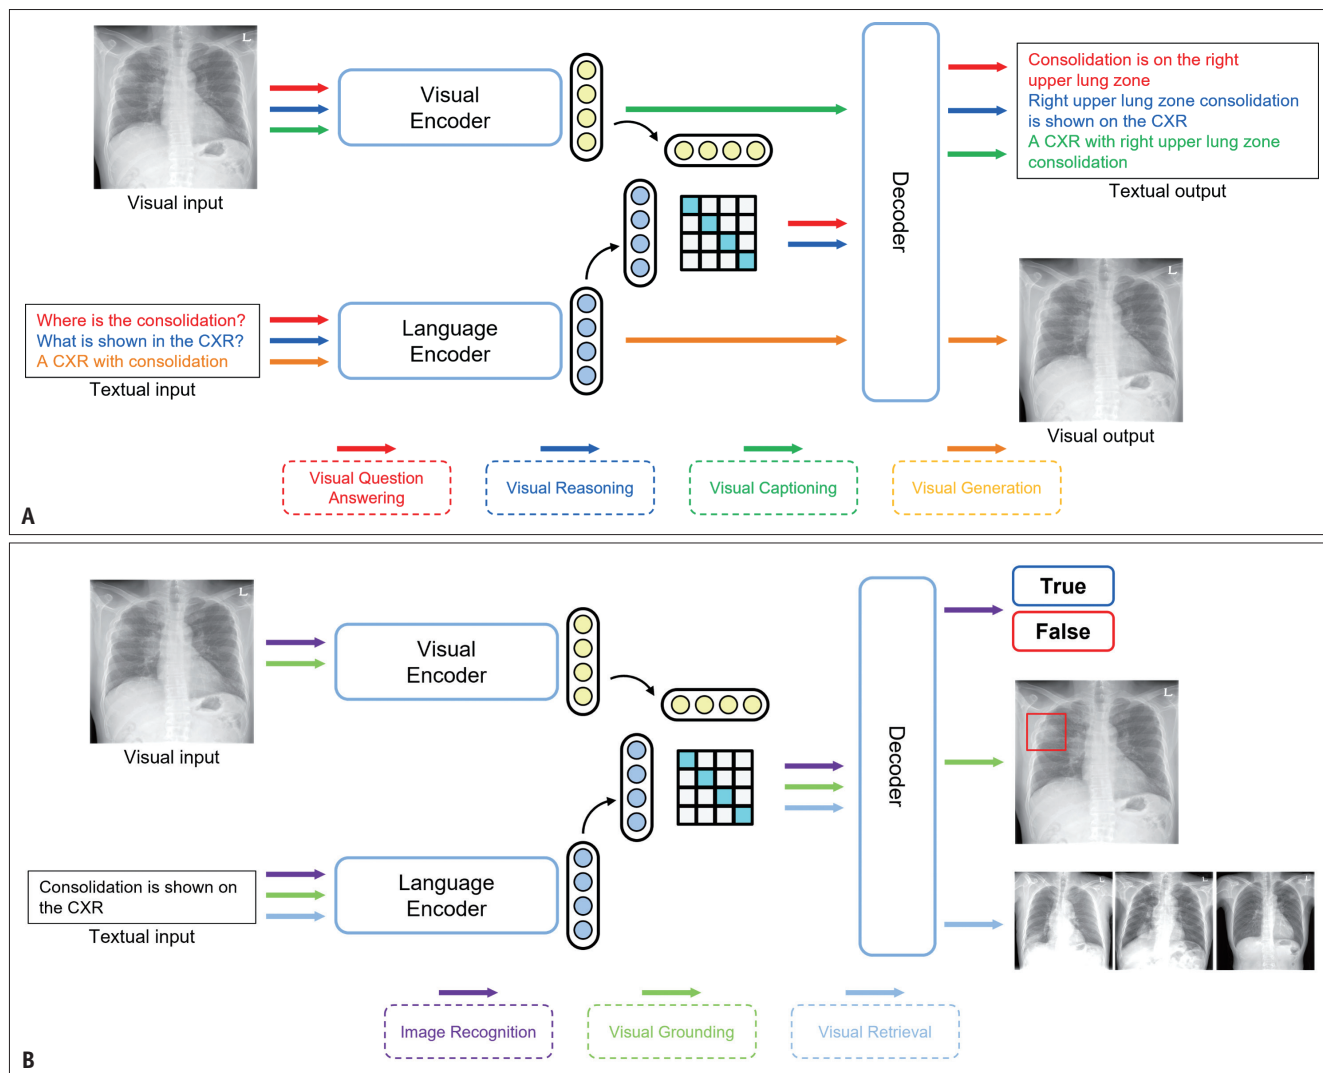 L
Visual
Encoder
Visual input
Decoder
Consolidation is on the right
upper lung zone
Right upper lung zone consolidation
is shown on the CXR
A CXR with right upper lung zone
consolidation
Textual output
Where is the consolidation?
What is shown in the CXR?
A CXR with consolidation
Textual input
Language
Encoder
L
Visual output
Visual Question
Answering
Visual Reasoning
Visual Captioning
Visual Generation
A
L
Visual
Encoder
Visual input
Decoder
True
False
L
Consolidation is shown on
the CXR
Textual input
Language
Encoder
L
L
L
Image Recognition
Visual Grounding
Visual Retrieval
B